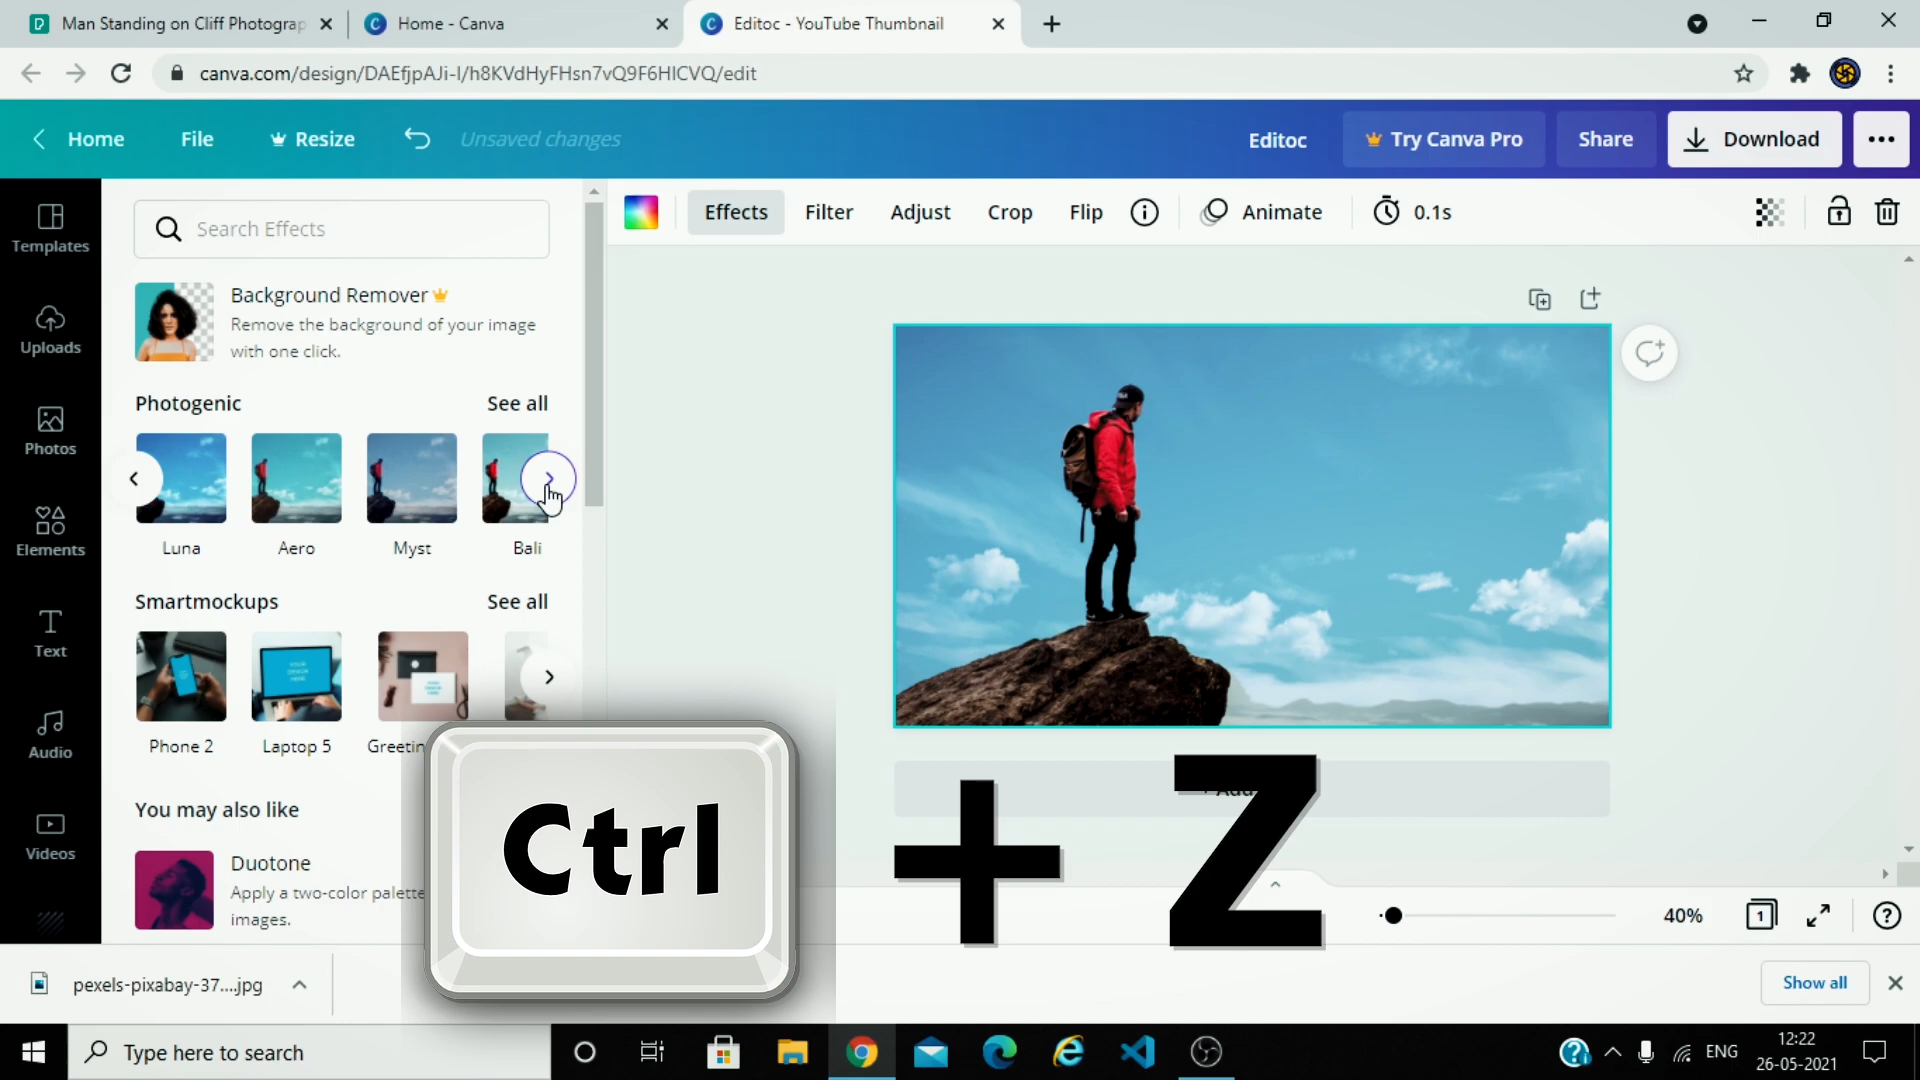 Man Standing on Cliff Photograp
Home - Canva
Editoc - YouTube Thumbnail
canva.com/design/DAEfjpAJi-I/h8KVdHyFHsn7vQ9F6HICVQ/edit
Home
File
Resize
Unsaved changes
Editoc
Try Canva Pro
Share
Download
Templates
Uploads
Photos
Elements
Text
Audio
Videos
Search Effects
Effects
Filter
Adjust
Crop
Flip
Animate
0.1s
Background Remover
Remove the background of your image
with one click.
Photogenic
See all
Luna
Aero
Myst
Bali
Smartmockups
See all
Phone 2
Laptop 5
Greetin
You may also like
Duotone
Apply a two-color palette
images.
Ctrl + Z
40%
1
pexels-pixabay-37....jpg
Show all
Type here to search
ENG
12:22
26-05-2021